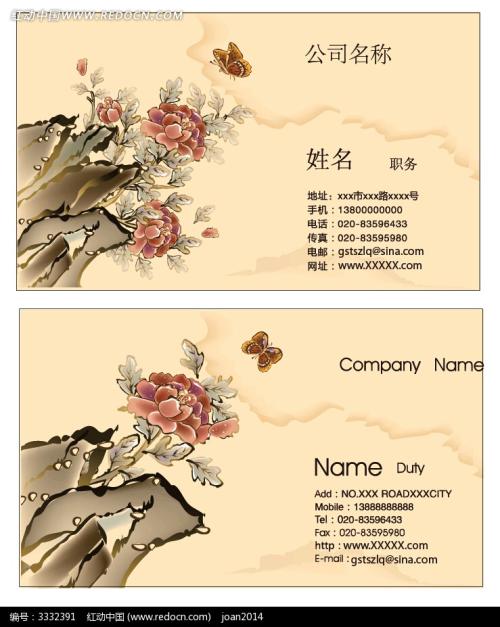 红动中国 WWW.REDOCN.COM
公司名称
姓名 职务
地址：xxx市xxx路xxxx号
手机：13800000000
电话：020-83596433
传真：020-83595980
电邮：gstszlq@sina.com
网址：www.XXXXX.com
Company Name
Name Duty
Add : NO.XXX ROADXXXCITY
Mobile : 13888888888
Tel : 020-83596433
Fax : 020-83595980
http : www.XXXXX.com
E-mail : gstszlq@sina.com
编号：3332391 红动中国 (www.redocn.com) joan2014